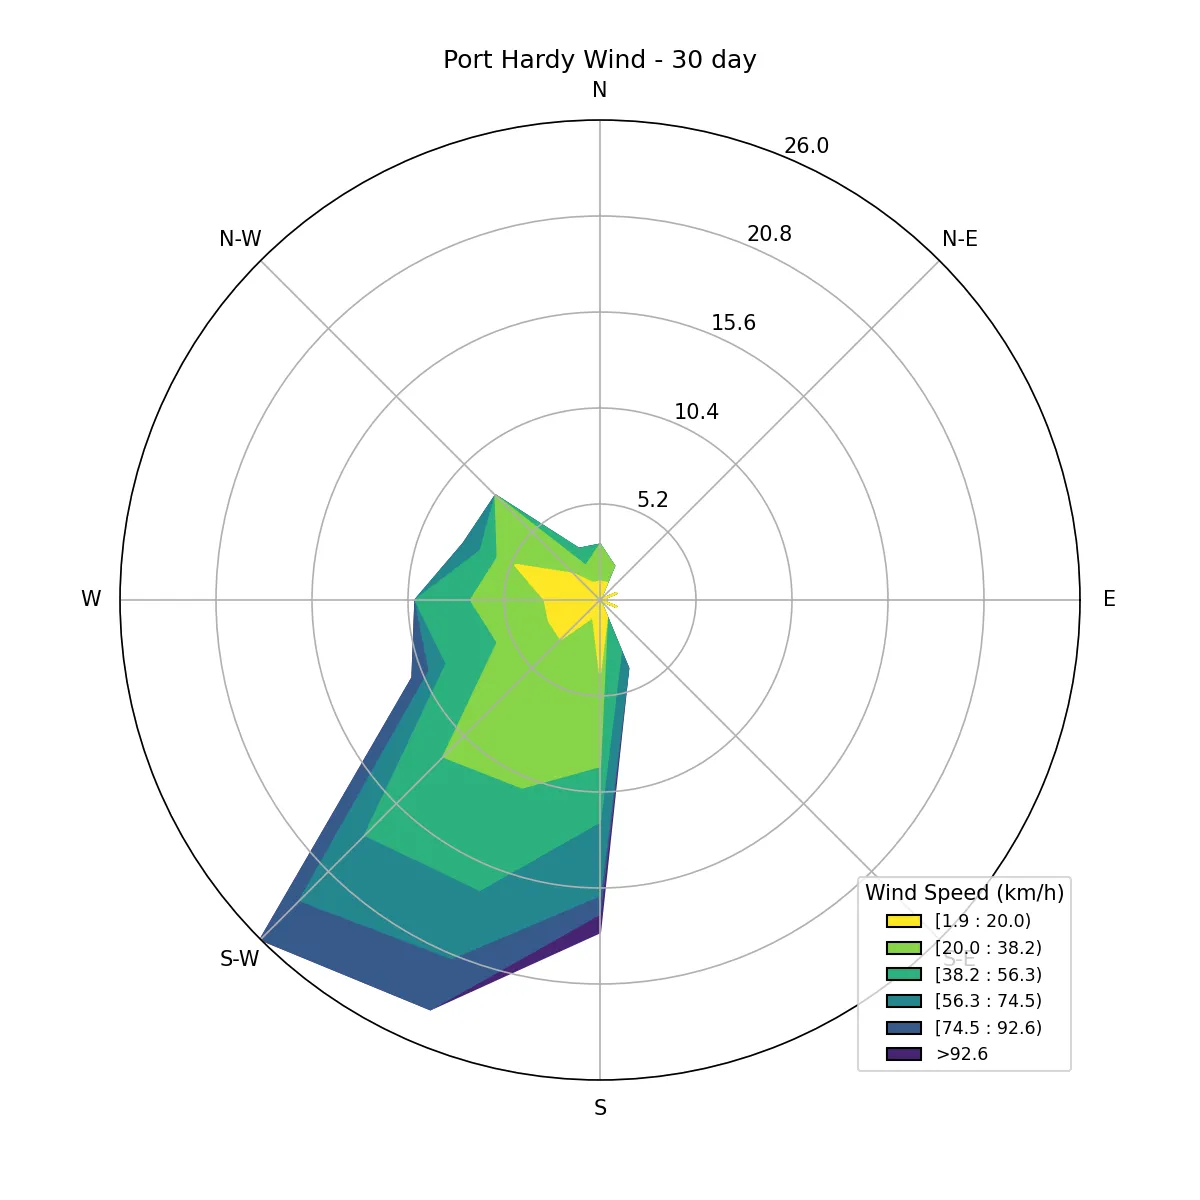 Port Hardy Wind - 30 day
N
26.0
N-W
20.8
N-E
15.6
10.4
5.2
W
E
Wind Speed (km/h)
[1.9 : 20.0)
[20.0 : 38.2)
S-W
S-E
[38.2 : 56.3)
[56.3 : 74.5)
[74.5 : 92.6)
>92.6
S